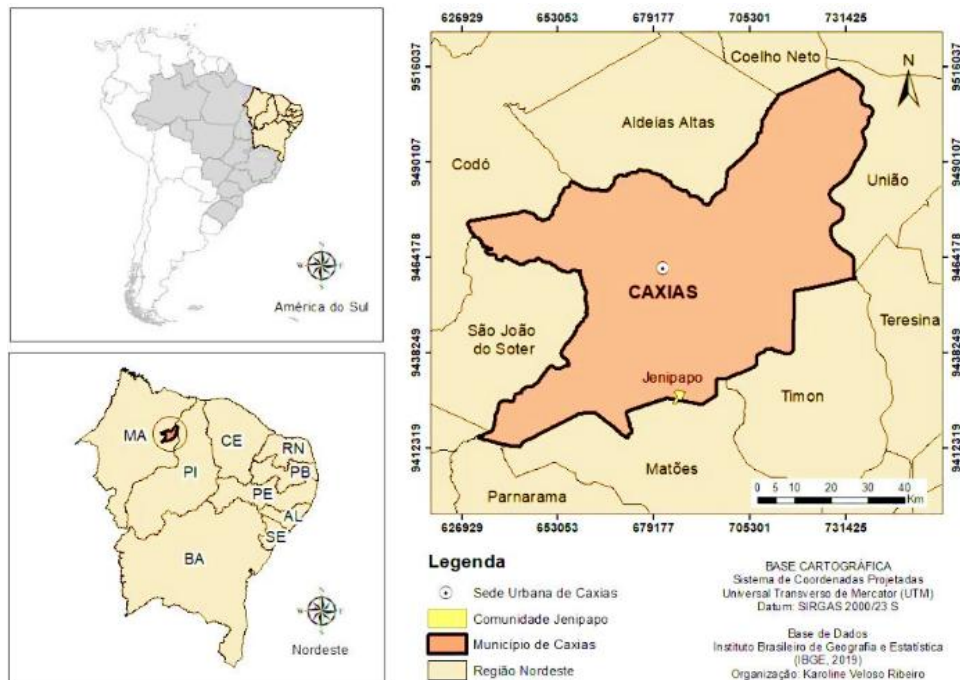 América do Sul
MA
CE
RN
PI
PB
PE
AL
SE
BA
Nordeste
626929 653053 679177 705301 731425
9516037
9490107
9464178
9438249
9412319
Coelho Neto
N
Aldeias Altas
Codó
União
CAXIAS
Teresina
São João
do Soter
Jenipapo
Timon
Matões
Parnarama
0 5 10 20 30 40
Km
9516037
9490107
9464178
9438249
9412319
626929 653053 679177 705301 731425
Legenda
Sede Urbana de Caxias
Comunidade Jenipapo
Município de Caxias
Região Nordeste
BASE CARTOGRÁFICA
Sistema de Coordenadas Projetadas
Universal Transverso de Mercator (UTM)
Datum: SIRGAS 2000/23 S
Base de Dados
Instituto Brasileiro de Geografia e Estatística
(IBGE, 2019)
Organização: Karoline Veloso Ribeiro